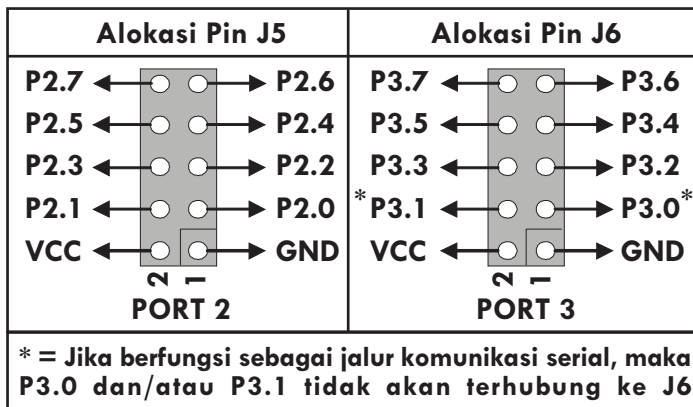 Alokasi Pin J5 Alokasi Pin J6
P2.7 P2.6 P3.7 P3.6
P2.5 P2.4 P3.5 P3.4
P2.3 P2.2 P3.3 P3.2
P2.1 P2.0 *P3.1 P3.0*
VCC GND VCC GND
2 1 2 1
PORT 2 PORT 3
* = Jika berfungsi sebagai jalur komunikasi serial, maka
P3.0 dan/atau P3.1 tidak akan terhubung ke J6